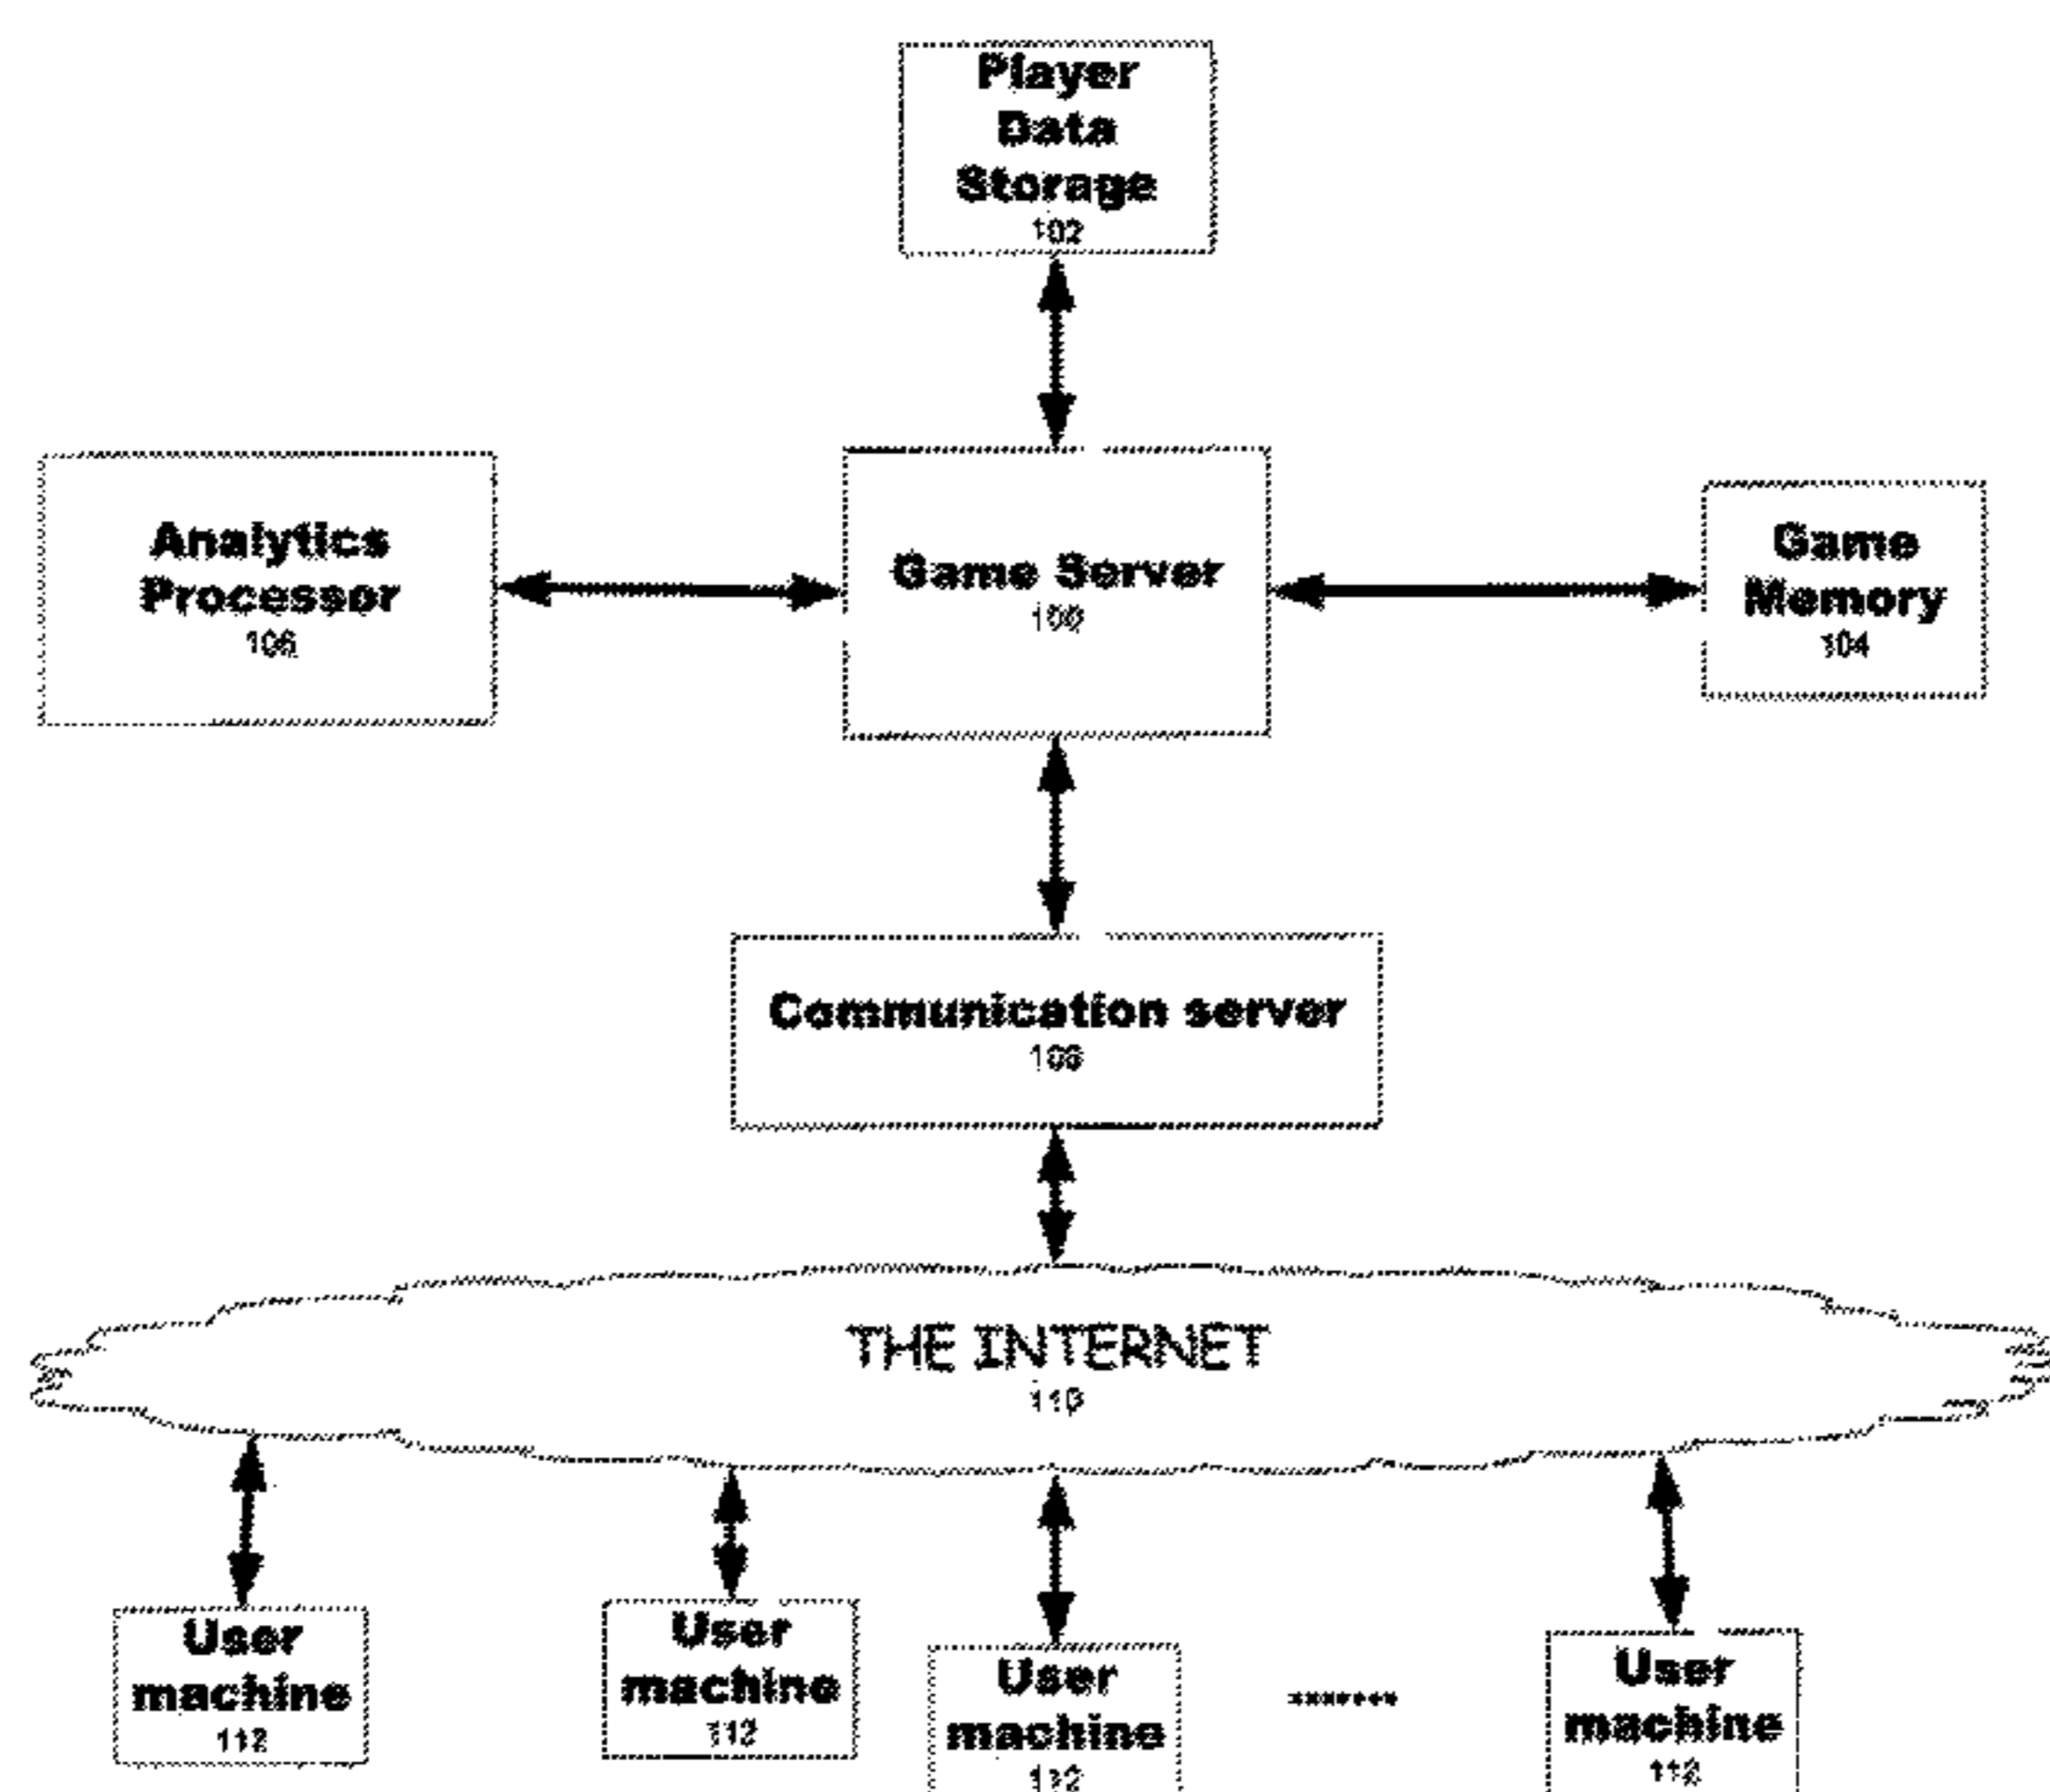 Player
Data
Storage
102
Analytics
Processor
106
Game Server
100
Game
Memory
104
Communication server
108
THE INTERNET
110
User
machine
112
User
machine
112
User
machine
112
User
machine
112